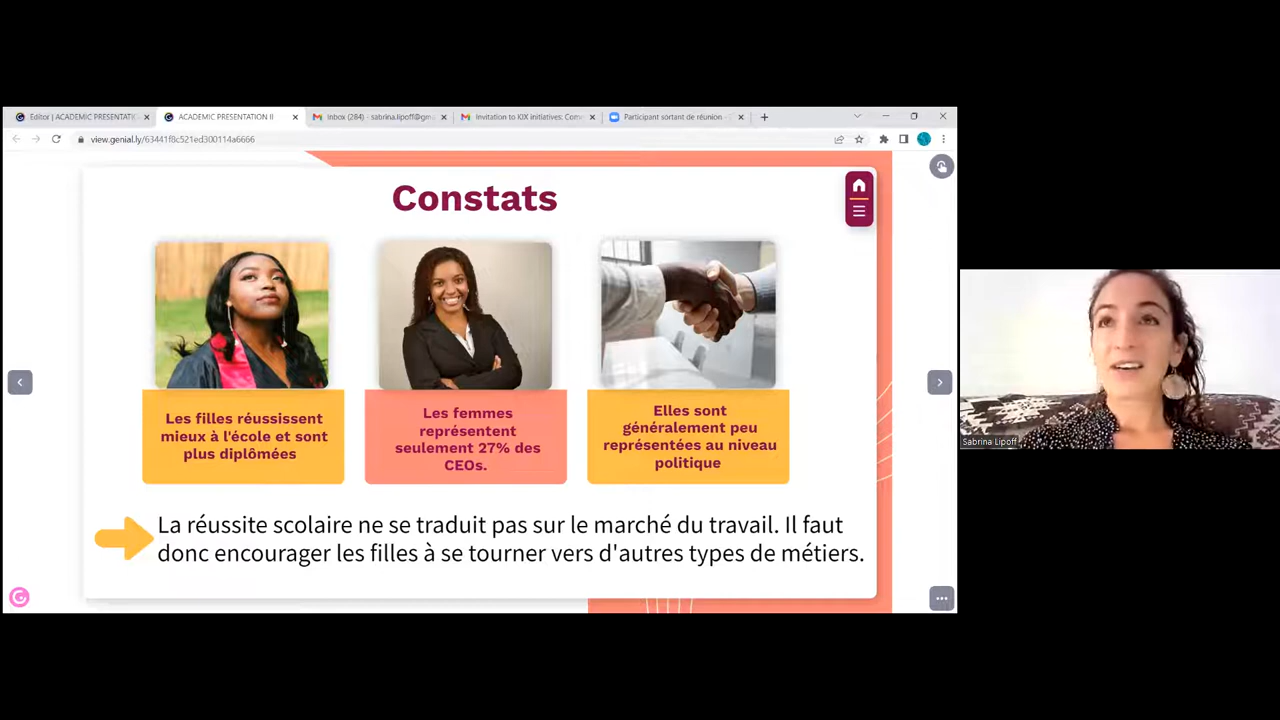 Editor | ACADEMIC PRESENTATIO
ACADEMIC PRESENTATION II
Inbox (284) - sabrina.lipoff@gma
Invitation to KIX initiatives; Com
Participant sortant de réunion -
view.genial.ly/63441f8c521ed300114a6666
Constats
Les filles réussissent
mieux à l'école et sont
plus diplômées
Les femmes
représentent
seulement 27% des
CEOs.
Elles sont
généralement peu
représentées au niveau
politique
La réussite scolaire ne se traduit pas sur le marché du travail. Il faut
donc encourager les filles à se tourner vers d'autres types de métiers.
Sabrina Lipoff